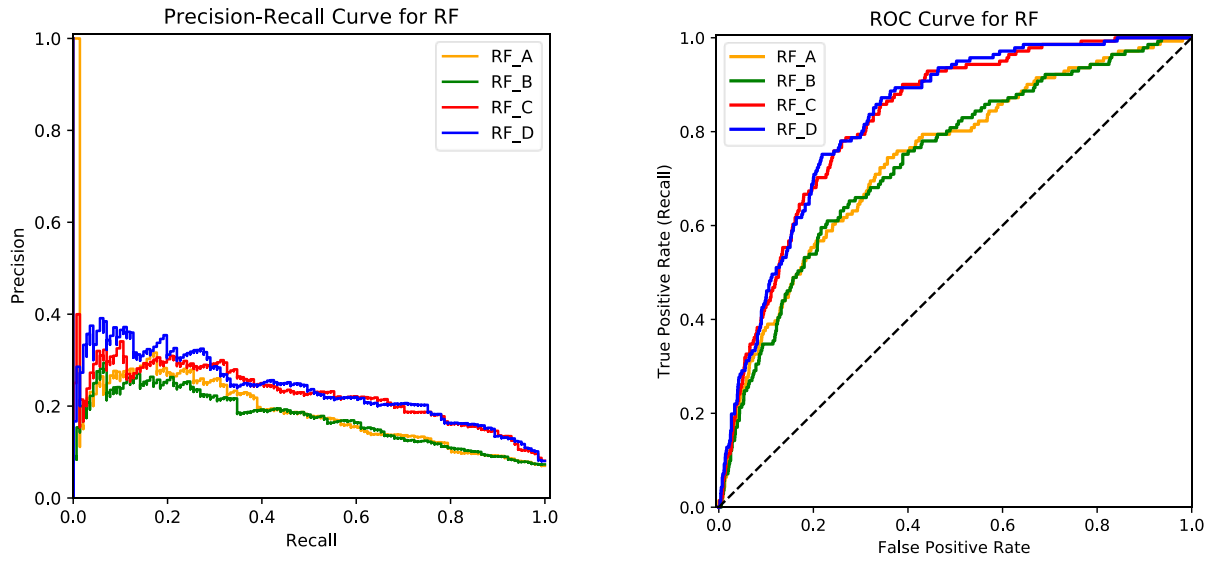 Precision-Recall Curve for RF
1.0
0.8
0.6
0.4
0.2
0.0
Precision
RF_A
RF_B
RF_C
RF_D
0.0 0.2 0.4 0.6 0.8 1.0
Recall
ROC Curve for RF
1.0
0.8
0.6
0.4
0.2
0.0
True Positive Rate (Recall)
RF_A
RF_B
RF_C
RF_D
0.0 0.2 0.4 0.6 0.8 1.0
False Positive Rate